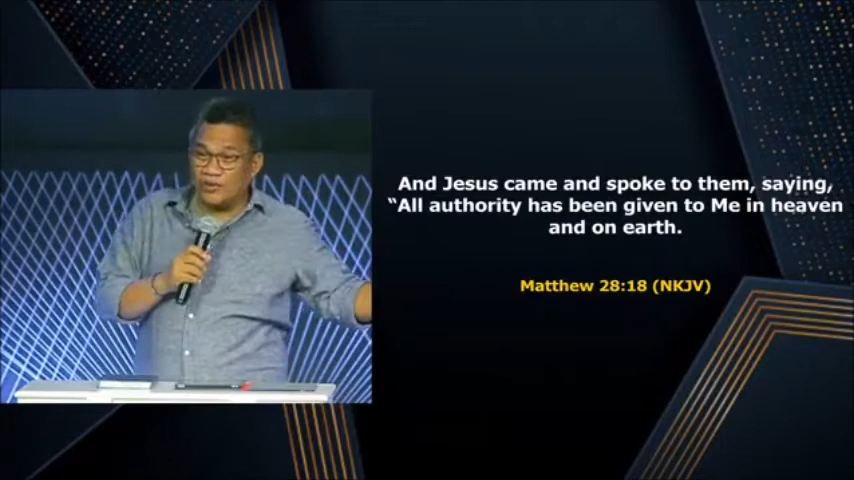 And Jesus came and spoke to them, saying,
“All authority has been given to Me in heaven
and on earth.
Matthew 28:18 (NKJV)